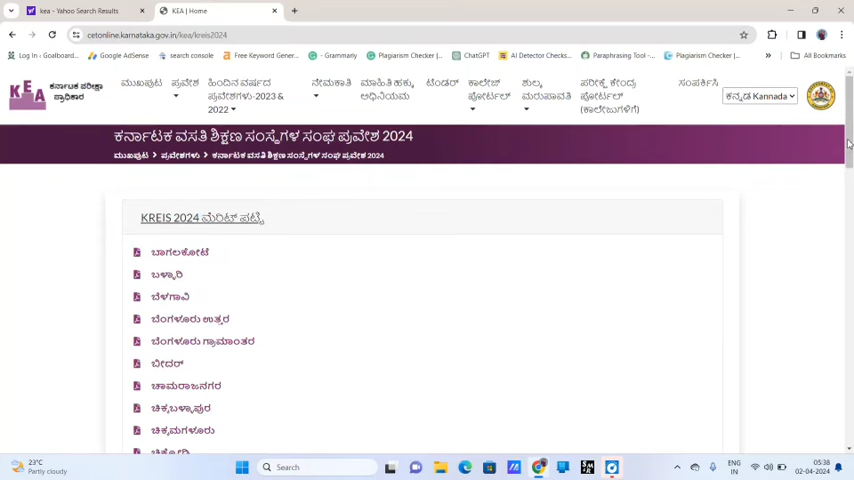 kea - Yahoo Search Results
KEA | Home
cetonline.karnataka.gov.in/kea/kreis2024
Log In ‹ Goalboard...
Google AdSense
search console
Free Keyword Gener...
- Grammarly
Plagiarism Checker |...
ChatGPT
AI Detector Checks...
Paraphrasing Tool -...
Plagiarism Checker |...
All Bookmarks
KEA
ಕರ್ನಾಟಕ ಪರೀಕ್ಷಾ
ಪ್ರಾಧಿಕಾರ
ಮುಖಪುಟ
ಪ್ರವೇಶ
ಹಿಂದಿನ ವರ್ಷದ
ಪ್ರವೇಶಗಳು-2023 &
2022
ನೇಮಕಾತಿ
ಮಾಹಿತಿ ಹಕ್ಕು
ಅಧಿನಿಯಮ
ಟೆಂಡರ್
ಕಾಲೇಜ್
ಪೋರ್ಟಲ್
ಶುಲ್ಕ
ಮರುಪಾವತಿ
ಪರೀಕ್ಷೆ ಕೇಂದ್ರ
ಪೋರ್ಟಲ್
(ಕಾಲೇಜುಗಳಿಗೆ)
ಸಂಪರ್ಕಿಸಿ
ಕನ್ನಡ Kannada
ಕರ್ನಾಟಕ ವಸತಿ ಶಿಕ್ಷಣ ಸಂಸ್ಥೆಗಳ ಸಂಘ ಪ್ರವೇಶ 2024
ಮುಖಪುಟ > ಪ್ರವೇಶಗಳು > ಕರ್ನಾಟಕ ವಸತಿ ಶಿಕ್ಷಣ ಸಂಸ್ಥೆಗಳ ಸಂಘ ಪ್ರವೇಶ 2024
KREIS 2024 ಮೆರಿಟ್ ಪಟ್ಟಿ
ಬಾಗಲಕೋಟೆ
ಬಳ್ಳಾರಿ
ಬೆಳಗಾವಿ
ಬೆಂಗಳೂರು ಉತ್ತರ
ಬೆಂಗಳೂರು ಗ್ರಾಮಾಂತರ
ಬೀದರ್
ಚಾಮರಾಜನಗರ
ಚಿಕ್ಕಬಳ್ಳಾಪುರ
ಚಿಕ್ಕಮಗಳೂರು
ಚಿಕ್ಕೋಡಿ
23°C
Partly cloudy
Search
ENG
IN
05:38
02-04-2024